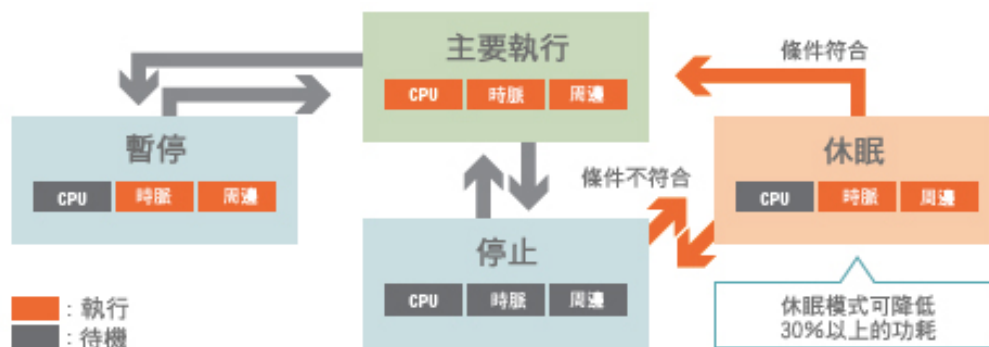 主要執行
CPU 時脈 周邊
條件符合
暫停
CPU 時脈 周邊
休眠
CPU 時脈 周邊
條件不符合
停止
CPU 時脈 周邊
休眠模式可降低
30%以上的功耗
：執行
：待機